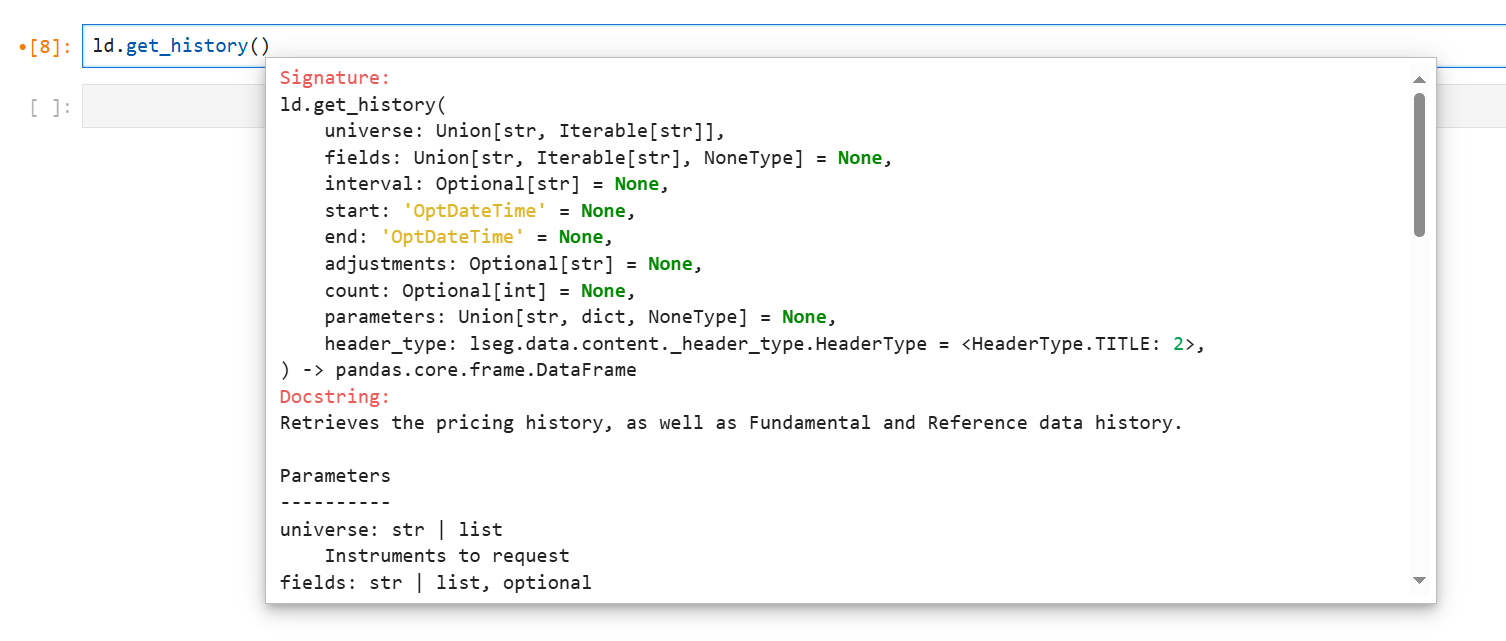 •[8]: ld.get_history()
[ ]:
Signature:
ld.get_history(
    universe: Union[str, Iterable[str]],
    fields: Union[str, Iterable[str], NoneType] = None,
    interval: Optional[str] = None,
    start: 'OptDateTime' = None,
    end: 'OptDateTime' = None,
    adjustments: Optional[str] = None,
    count: Optional[int] = None,
    parameters: Union[str, dict, NoneType] = None,
    header_type: lseg.data.content._header_type.HeaderType = <HeaderType.TITLE: 2>,
) -> pandas.core.frame.DataFrame
Docstring:
Retrieves the pricing history, as well as Fundamental and Reference data history.

Parameters
----------
universe: str | list
    Instruments to request
fields: str | list, optional